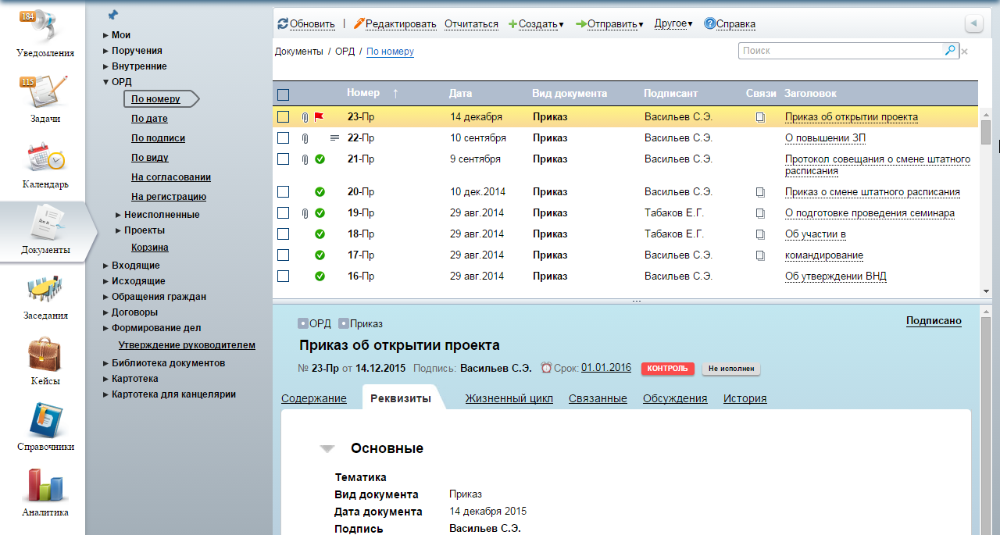 184
Уведомления
115
Задачи
Календарь
Документы
Заседания
Кейсы
Справочники
Аналитика
Мои
Поручения
Внутренние
ОРД
По номеру
По дате
По подписи
По виду
На согласовании
На регистрацию
Неисполненные
Проекты
Корзина
Входящие
Исходящие
Обращения граждан
Договоры
Формирование дел
Утверждение руководителем
Библиотека документов
Картотека
Картотека для канцелярии
Обновить | Редактировать Отчитаться Создать Отправить Другое Справка
Документы / ОРД / По номеру
Поиск
Номер ↑ Дата Вид документа Подписант Связи Заголовок
23-Пр 14 декабря Приказ Васильев С.Э. Приказ об открытии проекта
22-Пр 10 сентября Приказ Васильев С.Э. О повышении ЗП
21-Пр 9 сентября Приказ Васильев С.Э. Протокол совещания о смене штатного
расписания
20-Пр 10 дек.2014 Приказ Васильев С.Э. Приказ о смене штатного расписания
19-Пр 29 авг.2014 Приказ Табаков Е.Г. О подготовке проведения семинара
18-Пр 29 авг.2014 Приказ Табаков Е.Г. Об участии в
17-Пр 29 авг.2014 Приказ Васильев С.Э. командирование
16-Пр 29 авг.2014 Приказ Васильев С.Э. Об утверждении ВНД
ОРД Приказ
Подписано
Приказ об открытии проекта
№ 23-Пр от 14.12.2015 Подпись: Васильев С.Э. Срок: 01.01.2016 КОНТРОЛЬ Не исполнен
Содержание Реквизиты Жизненный цикл Связанные Обсуждения История
Основные
Тематика
Вид документа Приказ
Дата документа 14 декабря 2015
Подпись Васильев С.Э.